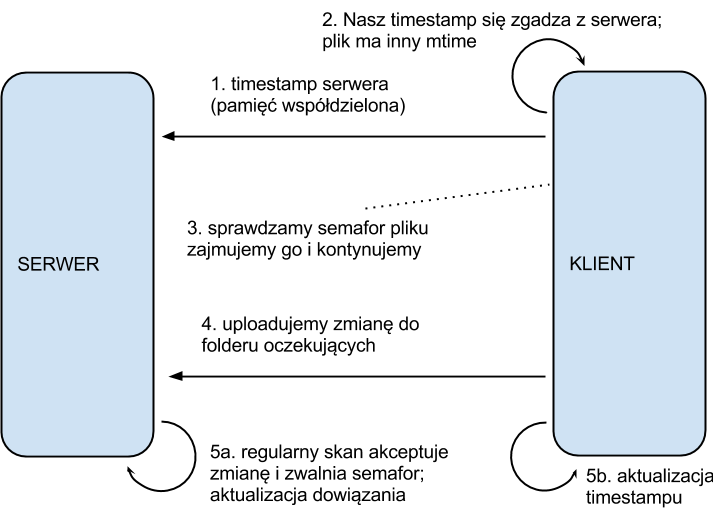 2. Nasz timestamp się zgadza z serwera;
plik ma inny mtime
1. timestamp serwera
(pamięć współdzielona)
3. sprawdzamy semafor pliku
zajmujemy go i kontynujemy
SERWER
KLIENT
4. uploadujemy zmianę do
folderu oczekujących
5a. regularny skan akceptuje
zmianę i zwalnia semafor;
aktualizacja dowiązania
5b. aktualizacja
timestampu